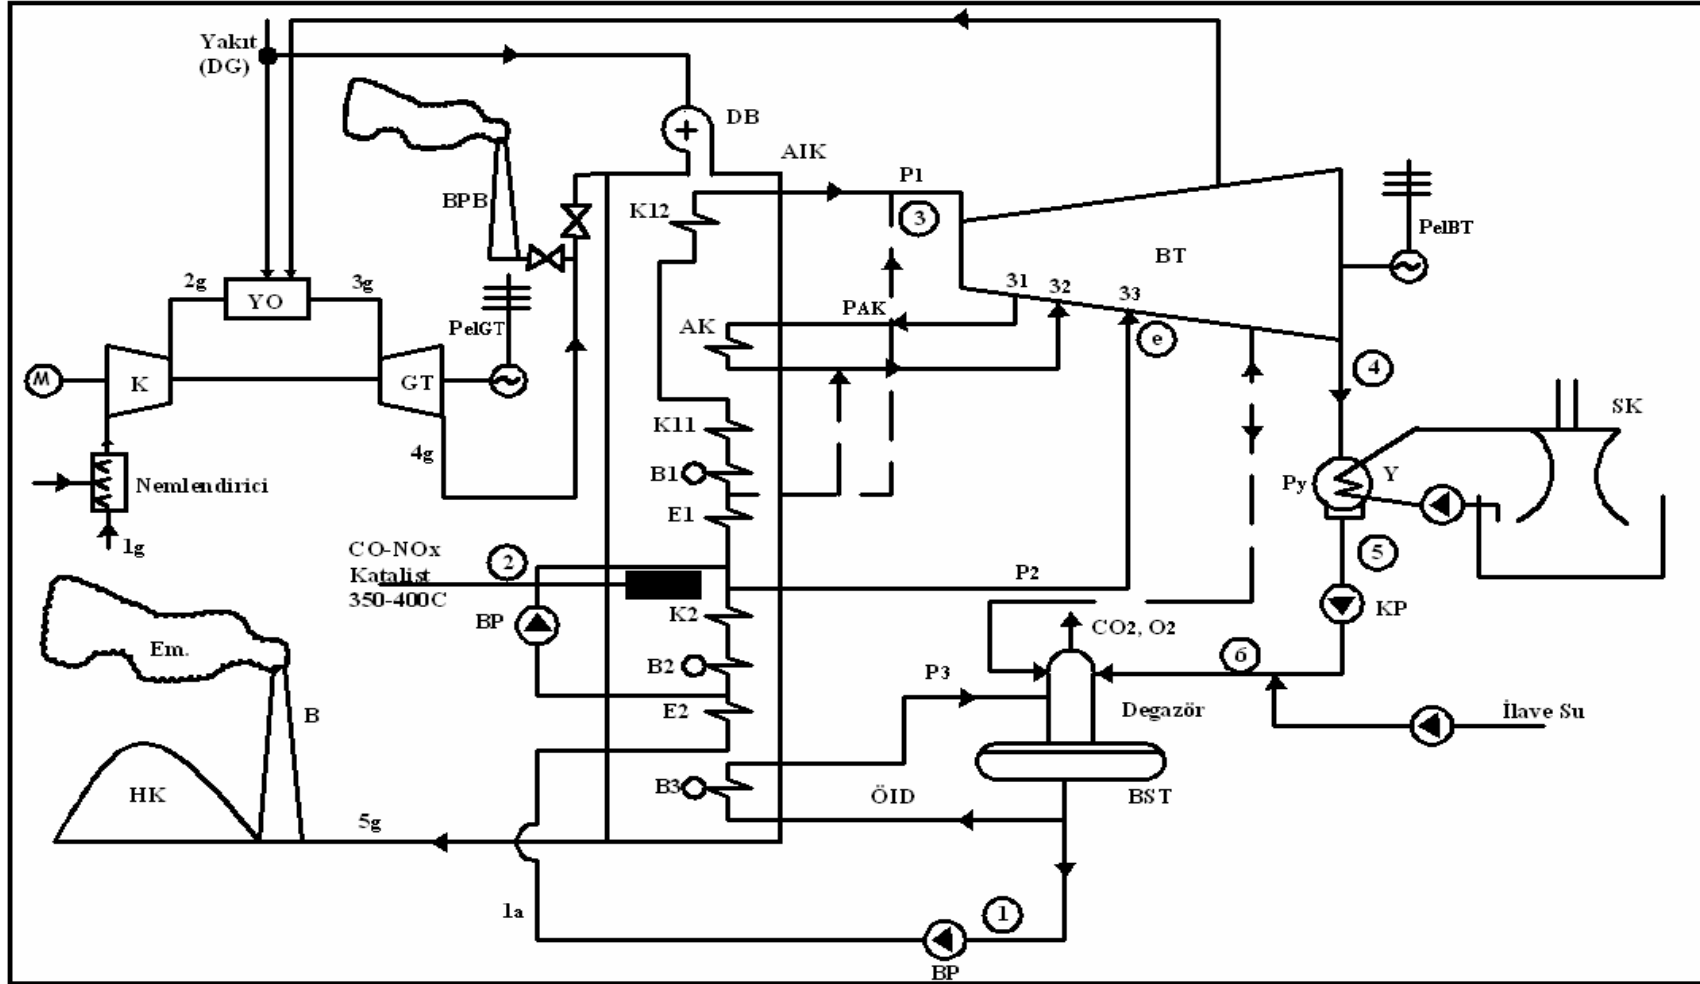 Yakıt
(DG)
DB
AIK
BPB
K12
P1
3
PelBT
BT
2g
YO
3g
PelGT
31
32
33
PAK
AK
e
M
K
GT
4
SK
K11
4g
B1
Py
Y
Nemlendirici
E1
1g
CO-NOx
Katalist
350-400C
2
5
P2
BP
K2
KP
CO2, O2
Em.
B2
6
P3
E2
B
Degazör
İlave Su
HK
B3
ÖID
BST
5g
1a
1
BP